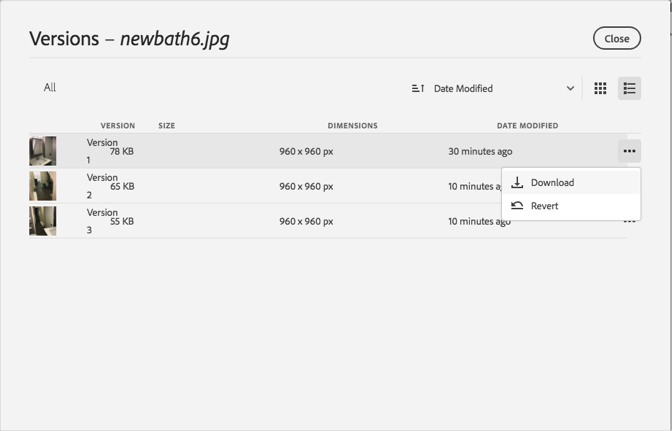 Versions – newbath6.jpg
Close
All
Date Modified
VERSION SIZE DIMENSIONS DATE MODIFIED
Version
1 78 KB 960 x 960 px 30 minutes ago
Download
Version
2 65 KB 960 x 960 px 10 minutes
Revert
Version
3 55 KB 960 x 960 px 10 minutes ago